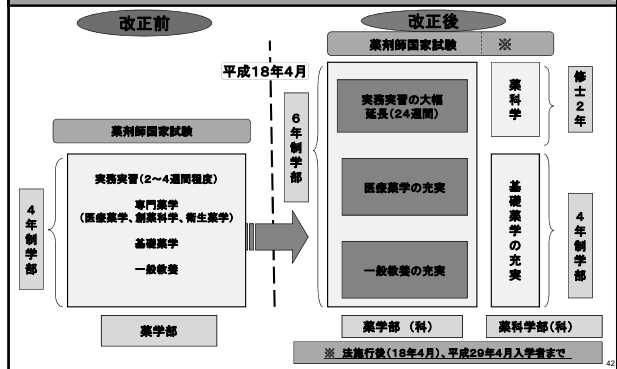 改正前
改正後
薬剤師国家試験 ※
平成18年4月
薬剤師国家試験
4年制学部
実務実習(2～4週間程度)
専門薬学
(医療薬学、創薬科学、衛生薬学)
基礎薬学
一般教養
薬学部
6年制学部
実務実習の大幅
延長(24週間)
医療薬学の充実
一般教養の充実
薬学部 (科)
薬科学
修士2年
基礎薬学の充実
4年制学部
薬科学部(科)
※ 法施行後(18年4月)、平成29年4月入学者まで
42